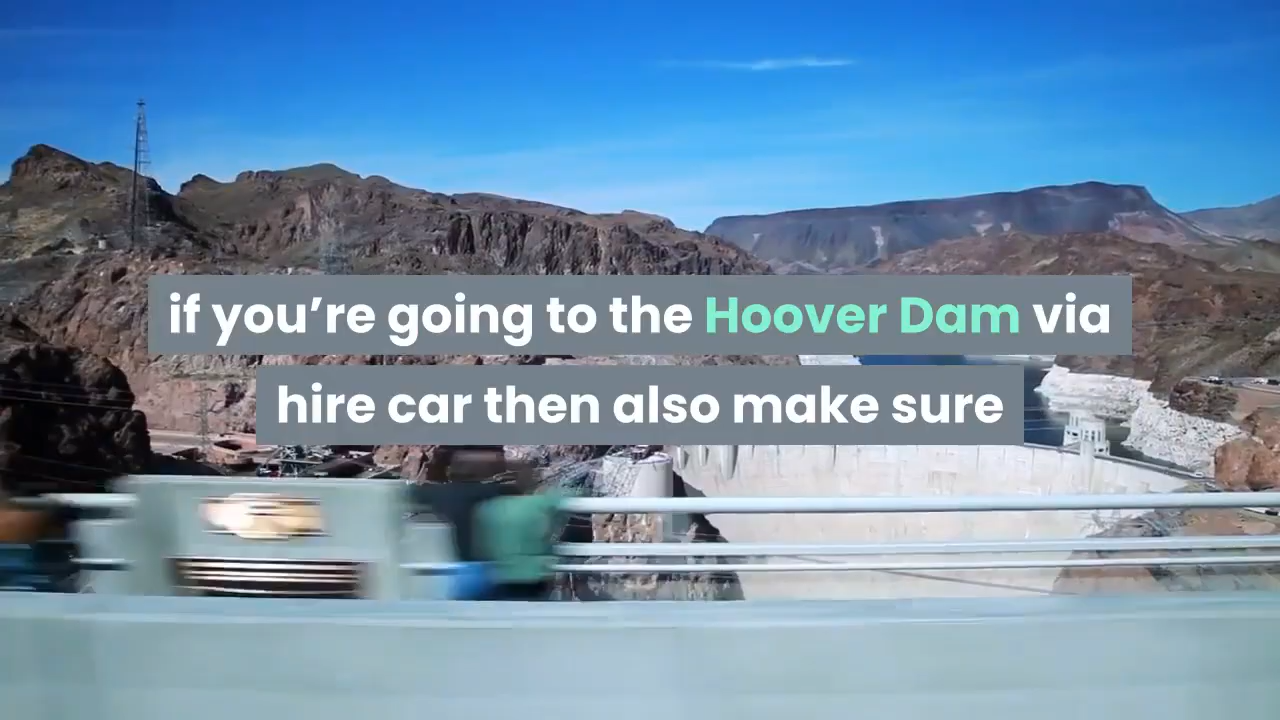 if you’re going to the Hoover Dam via
hire car then also make sure